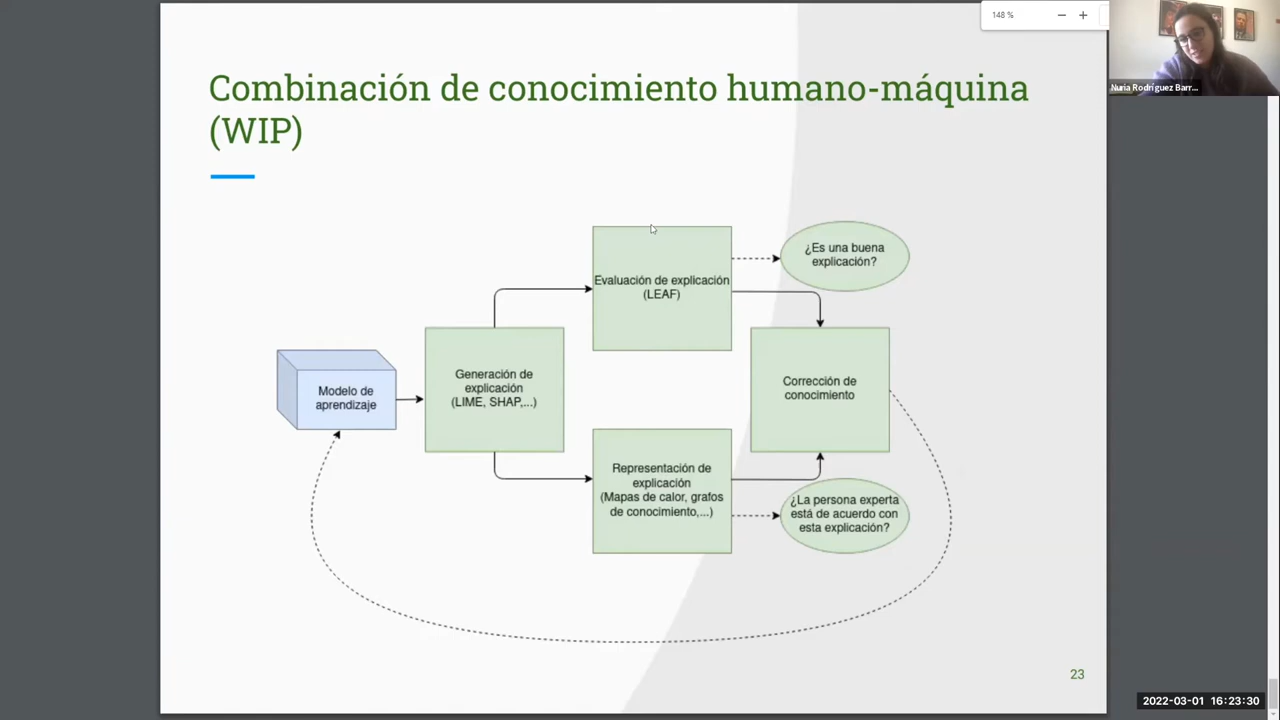 148 %
Nuria Rodríguez Barr...
Combinación de conocimiento humano-máquina
(WIP)
¿Es una buena
explicación?
Evaluación de explicación
(LEAF)
Modelo de
aprendizaje
Generación de
explicación
(LIME, SHAP,...)
Corrección de
conocimiento
Representación de
explicación
(Mapas de calor, grafos
de conocimiento,...)
¿La persona experta
está de acuerdo con
esta explicación?
23
2022-03-01 16:23:30